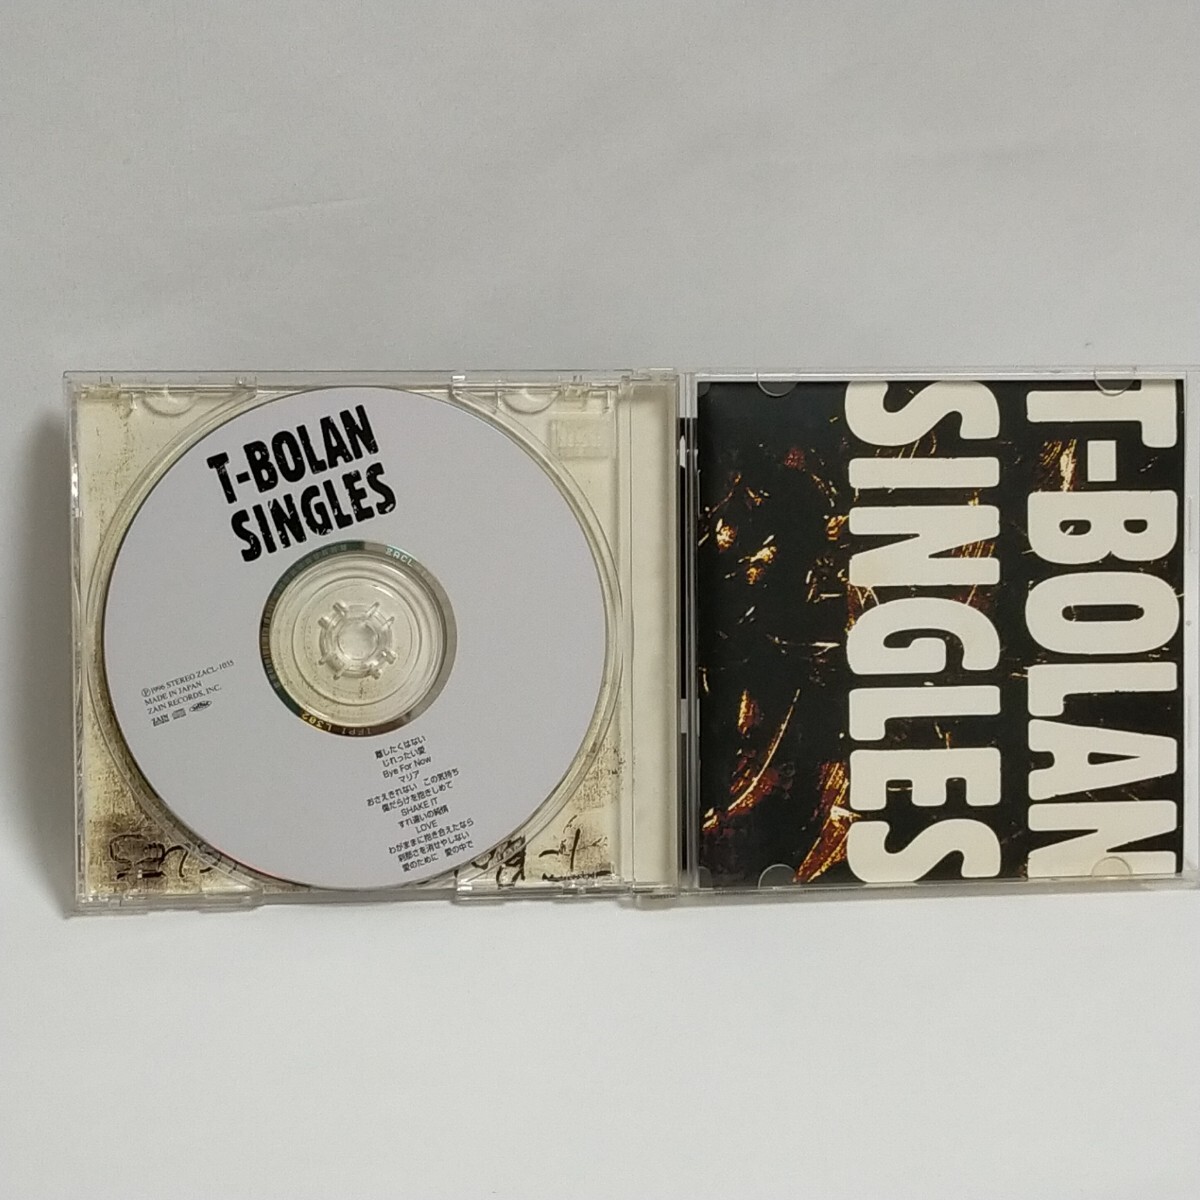 T-BOLAN
SINGLES
ZACL
IFPI L302
℗1996 STEREO ZACL-1035
MADE IN JAPAN
ZAIN RECORDS, INC.
離したくはない
じれったい愛
Bye For Now
マリア
おさえきれない この気持ち
傷だらけを抱きしめて
SHAKE IT
すれ違いの純情
LOVE
わがままに抱き合えたなら
刹那さを消せやしない
愛のために 愛の中で
T-BOLAN
SINGLES